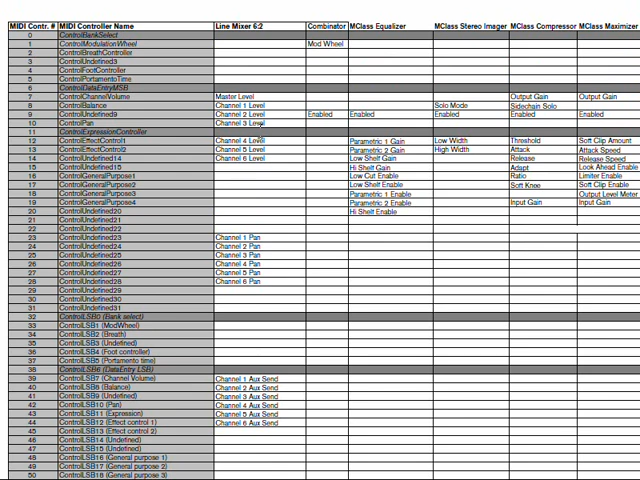 MIDI Contr. # MIDI Controller Name Line Mixer 6:2 Combinator MClass Equalizer MClass Stereo Imager MClass Compressor MClass Maximizer
0 ControlBankSelect
1 ControlModulationWheel Mod Wheel
2 ControlBreathController
3 ControlUndefined3
4 ControlFootController
5 ControlPortamentoTime
6 ControlDataEntryMSB
7 ControlChannelVolume Master Level Output Gain Output Gain
8 ControlBalance Channel 1 Level Solo Mode Sidechain Solo
9 ControlUndefined9 Channel 2 Level Enabled Enabled Enabled Enabled Enabled
10 ControlPan Channel 3 Level
11 ControlExpressionController
12 ControlEffectControl1 Channel 4 Level Parametric 1 Gain Low Width Threshold Soft Clip Amount
13 ControlEffectControl2 Channel 5 Level Parametric 2 Gain High Width Attack Attack Speed
14 ControlUndefined14 Channel 6 Level Low Shelf Gain Release Release Speed
15 ControlUndefined15 Hi Shelf Gain Adapt Look Ahead Enable
16 ControlGeneralPurpose1 Low Cut Enable Ratio Limiter Enable
17 ControlGeneralPurpose2 Low Shelf Enable Soft Knee Soft Clip Enable
18 ControlGeneralPurpose3 Parametric 1 Enable Output Level Meter
19 ControlGeneralPurpose4 Parametric 2 Enable Input Gain Input Gain
20 ControlUndefined20 Hi Shelf Enable
21 ControlUndefined21
22 ControlUndefined22
23 ControlUndefined23 Channel 1 Pan
24 ControlUndefined24 Channel 2 Pan
25 ControlUndefined25 Channel 3 Pan
26 ControlUndefined26 Channel 4 Pan
27 ControlUndefined27 Channel 5 Pan
28 ControlUndefined28 Channel 6 Pan
29 ControlUndefined29
30 ControlUndefined30
31 ControlUndefined31
32 ControlLSB0 (Bank select)
33 ControlLSB1 (ModWheel)
34 ControlLSB2 (Breath)
35 ControlLSB3 (Undefined)
36 ControlLSB4 (Foot controller)
37 ControlLSB5 (Portamento time)
38 ControlLSB6 (DataEntry LSB)
39 ControlLSB7 (Channel Volume) Channel 1 Aux Send
40 ControlLSB8 (Balance) Channel 2 Aux Send
41 ControlLSB9 (Undefined) Channel 3 Aux Send
42 ControlLSB10 (Pan) Channel 4 Aux Send
43 ControlLSB11 (Expression) Channel 5 Aux Send
44 ControlLSB12 (Effect control 1) Channel 6 Aux Send
45 ControlLSB13 (Effect control 2)
46 ControlLSB14 (Undefined)
47 ControlLSB15 (Undefined)
48 ControlLSB16 (General purpose 1)
49 ControlLSB17 (General purpose 2)
50 ControlLSB18 (General purpose 3)